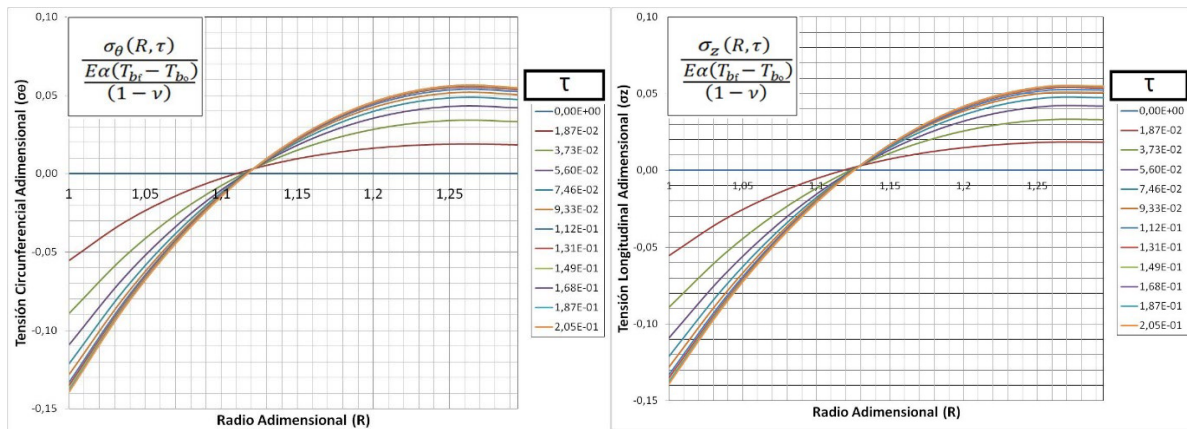 0,10
0,05
0,00
-0,05
-0,10
-0,15
Tensión Circunferencial Adimensional (σө)
σθ(R, τ)
Eα(Tbf − Tbo)
(1 − ν)
1
1,05
1,1
1,15
1,2
1,25
Radio Adimensional (R)
τ
0,00E+00
1,87E-02
3,73E-02
5,60E-02
7,46E-02
9,33E-02
1,12E-01
1,31E-01
1,49E-01
1,68E-01
1,87E-01
2,05E-01
0,10
0,05
0,00
-0,05
-0,10
-0,15
Tensión Longitudinal Adimensional (σz)
σz(R, τ)
Eα(Tbf − Tbo)
(1 − ν)
1
1,05
1,1
1,15
1,2
1,25
Radio Adimensional (R)
τ
0,00E+00
1,87E-02
3,73E-02
5,60E-02
7,46E-02
9,33E-02
1,12E-01
1,31E-01
1,49E-01
1,68E-01
1,87E-01
2,05E-01